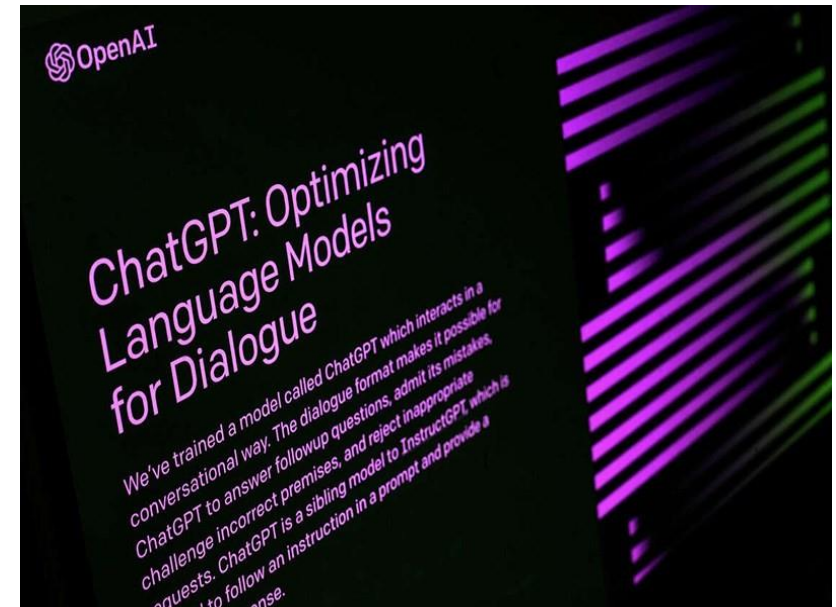 OpenAI
ChatGPT: Optimizing
Language Models
for Dialogue
We've trained a model called ChatGPT which interacts in a
conversational way. The dialogue format makes it possible for
ChatGPT to answer followup questions, admit its mistakes,
challenge incorrect premises, and reject inappropriate
requests. ChatGPT is a sibling model to InstructGPT, which is
to follow an instruction in a prompt and provide a